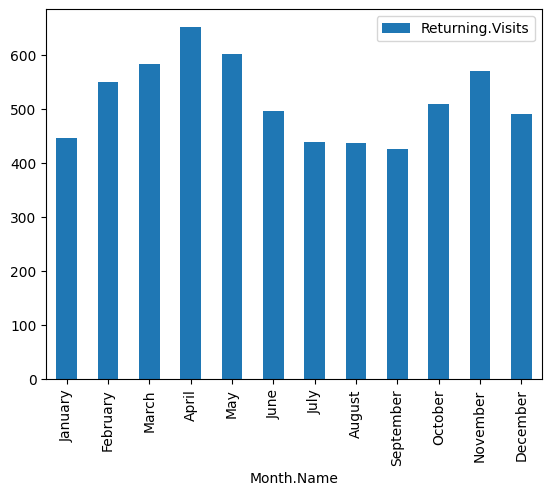 Returning.Visits
600
500
400
300
200
100
0
January
February
March
April
May
June
July
August
September
October
November
December
Month.Name